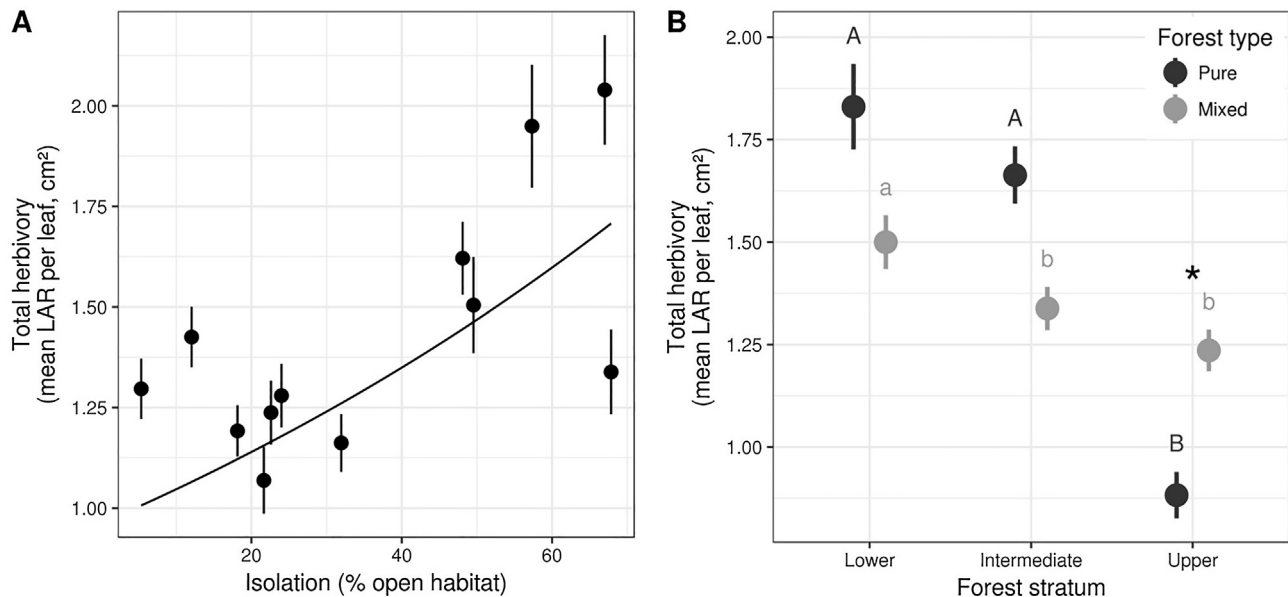 A
Total herbivory
(mean LAR per leaf, cm²)
2.00
1.75
1.50
1.25
1.00
20
40
60
Isolation (% open habitat)
B
Total herbivory
(mean LAR per leaf, cm²)
2.00
1.75
1.50
1.25
1.00
Forest type
Pure
Mixed
A
a
A
b
*
b
B
Lower
Intermediate
Upper
Forest stratum